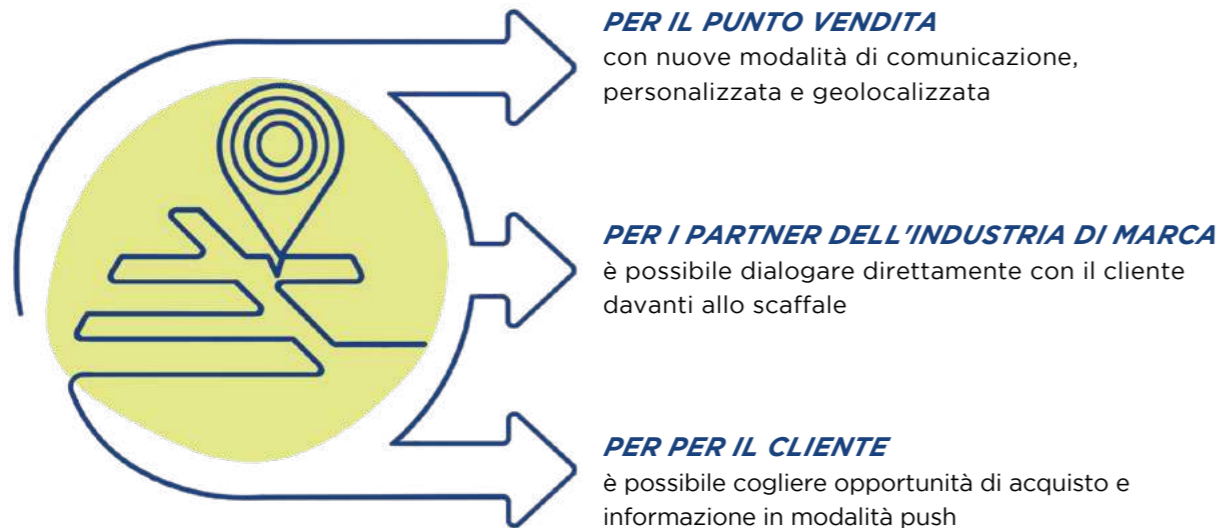 PER IL PUNTO VENDITA
con nuove modalità di comunicazione,
personalizzata e geolocalizzata
PER I PARTNER DELL'INDUSTRIA DI MARCA
è possibile dialogare direttamente con il cliente
davanti allo scaffale
PER PER IL CLIENTE
è possibile cogliere opportunità di acquisto e
informazione in modalità push